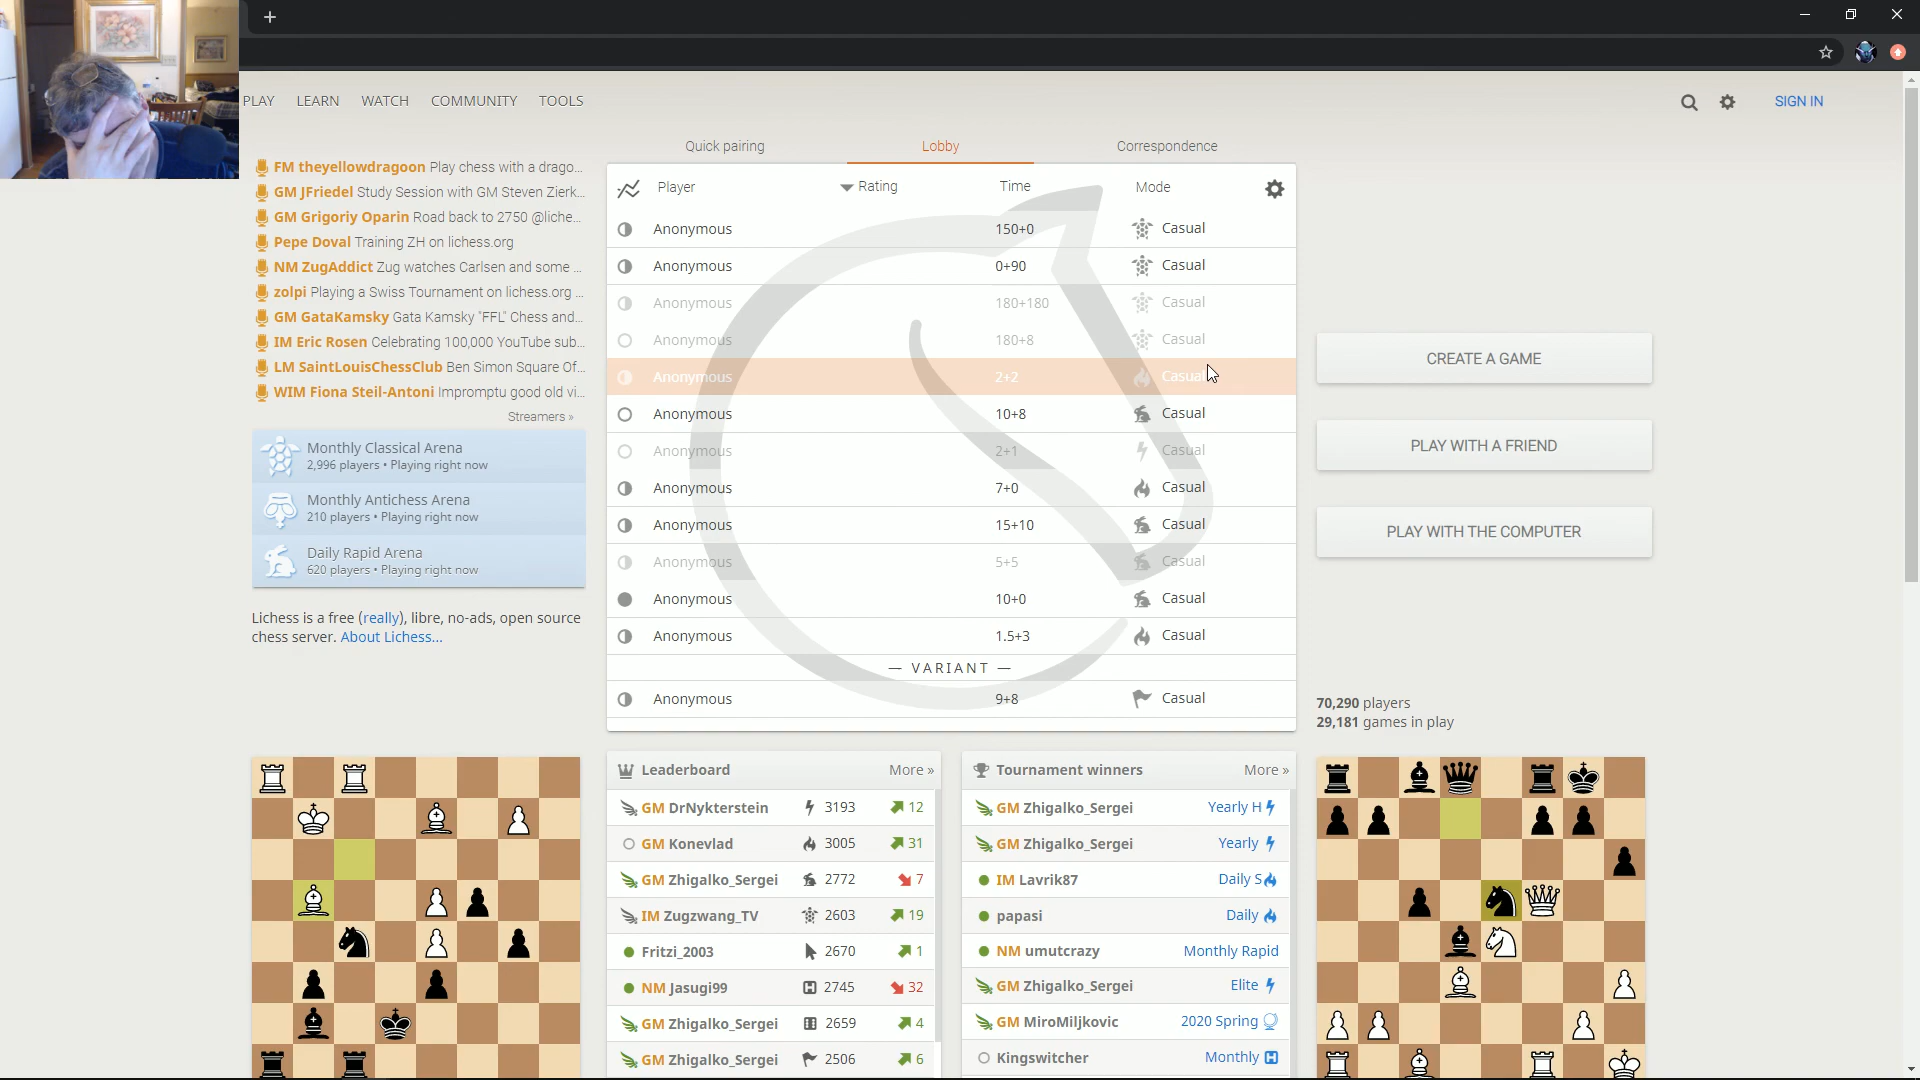 PLAY LEARN WATCH COMMUNITY TOOLS
SIGN IN
FM theyellowdragoon Play chess with a drago...
GM JFriedel Study Session with GM Steven Zierk...
GM Grigoriy Oparin Road back to 2750 @liche...
Pepe Doval Training ZH on lichess.org
NM ZugAddict Zug watches Carlsen and some ...
zolpi Playing a Swiss Tournament on lichess.org ...
GM GataKamsky Gata Kamsky "FFL" Chess and...
IM Eric Rosen Celebrating 100,000 YouTube sub...
LM SaintLouisChessClub Ben Simon Square Of...
WIM Fiona Steil-Antoni Impromptu good old vi...
Streamers »
Monthly Classical Arena
2,996 players • Playing right now
Monthly Antichess Arena
210 players • Playing right now
Daily Rapid Arena
620 players • Playing right now
Lichess is a free (really), libre, no-ads, open source
chess server. About Lichess...
Quick pairing Lobby Correspondence
Player Rating Time Mode
Anonymous 150+0 Casual
Anonymous 0+90 Casual
Anonymous 180+180 Casual
Anonymous 180+8 Casual
Anonymous 2+2 Casual
Anonymous 10+8 Casual
Anonymous 2+1 Casual
Anonymous 7+0 Casual
Anonymous 15+10 Casual
Anonymous 5+5 Casual
Anonymous 10+0 Casual
Anonymous 1.5+3 Casual
— VARIANT —
Anonymous 9+8 Casual
CREATE A GAME
PLAY WITH A FRIEND
PLAY WITH THE COMPUTER
70,290 players
29,181 games in play
Leaderboard More »
GM DrNykterstein 3193 12
GM Konevlad 3005 31
GM Zhigalko_Sergei 2772 7
IM Zugzwang_TV 2603 19
Fritzi_2003 2670 1
NM Jasugi99 2745 32
GM Zhigalko_Sergei 2659 4
GM Zhigalko_Sergei 2506 6
Tournament winners More »
GM Zhigalko_Sergei Yearly H
GM Zhigalko_Sergei Yearly
IM Lavrik87 Daily S
papasi Daily
NM umutcrazy Monthly Rapid
GM Zhigalko_Sergei Elite
GM MiroMiljkovic 2020 Spring
Kingswitcher Monthly